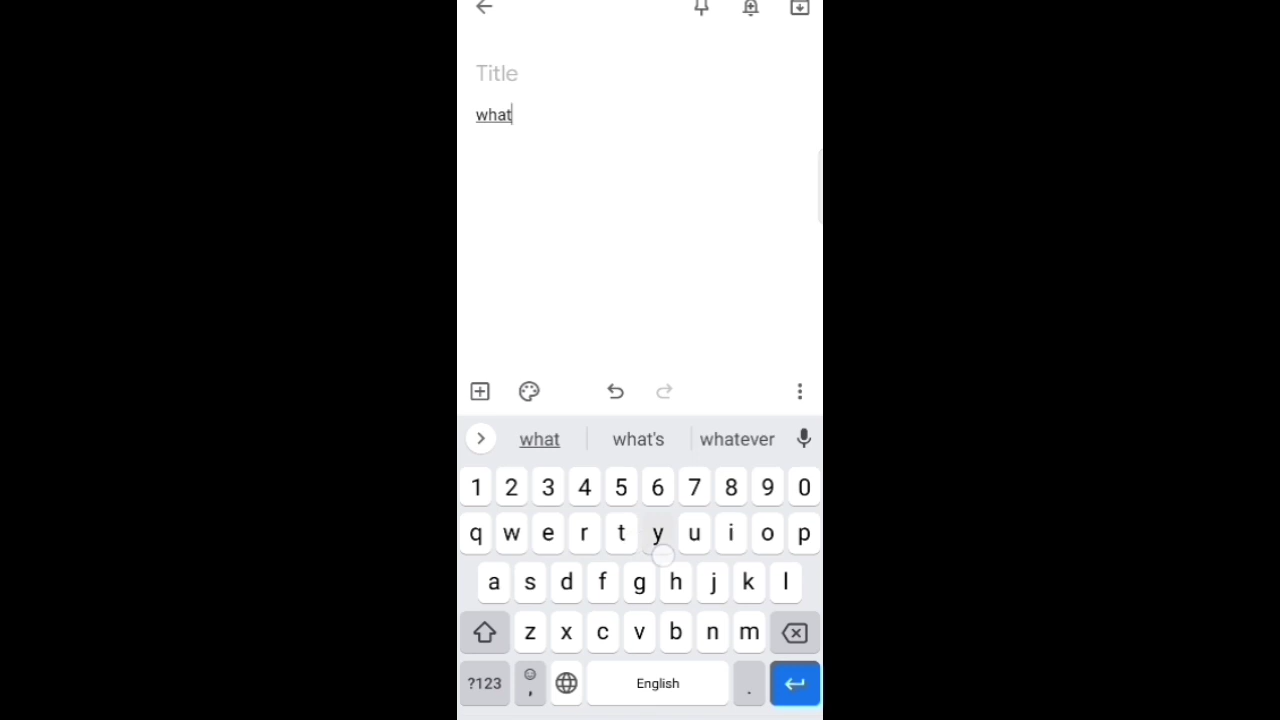 Title
what
what what's whatever
1 2 3 4 5 6 7 8 9 0
q w e r t y u i o p
a s d f g h j k l
z x c v b n m
?123 , English .